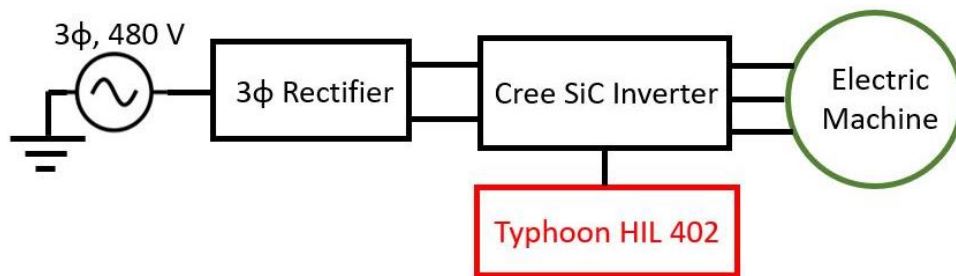 3ϕ, 480 V
3ϕ Rectifier
Cree SiC Inverter
Electric
Machine
Typhoon HIL 402